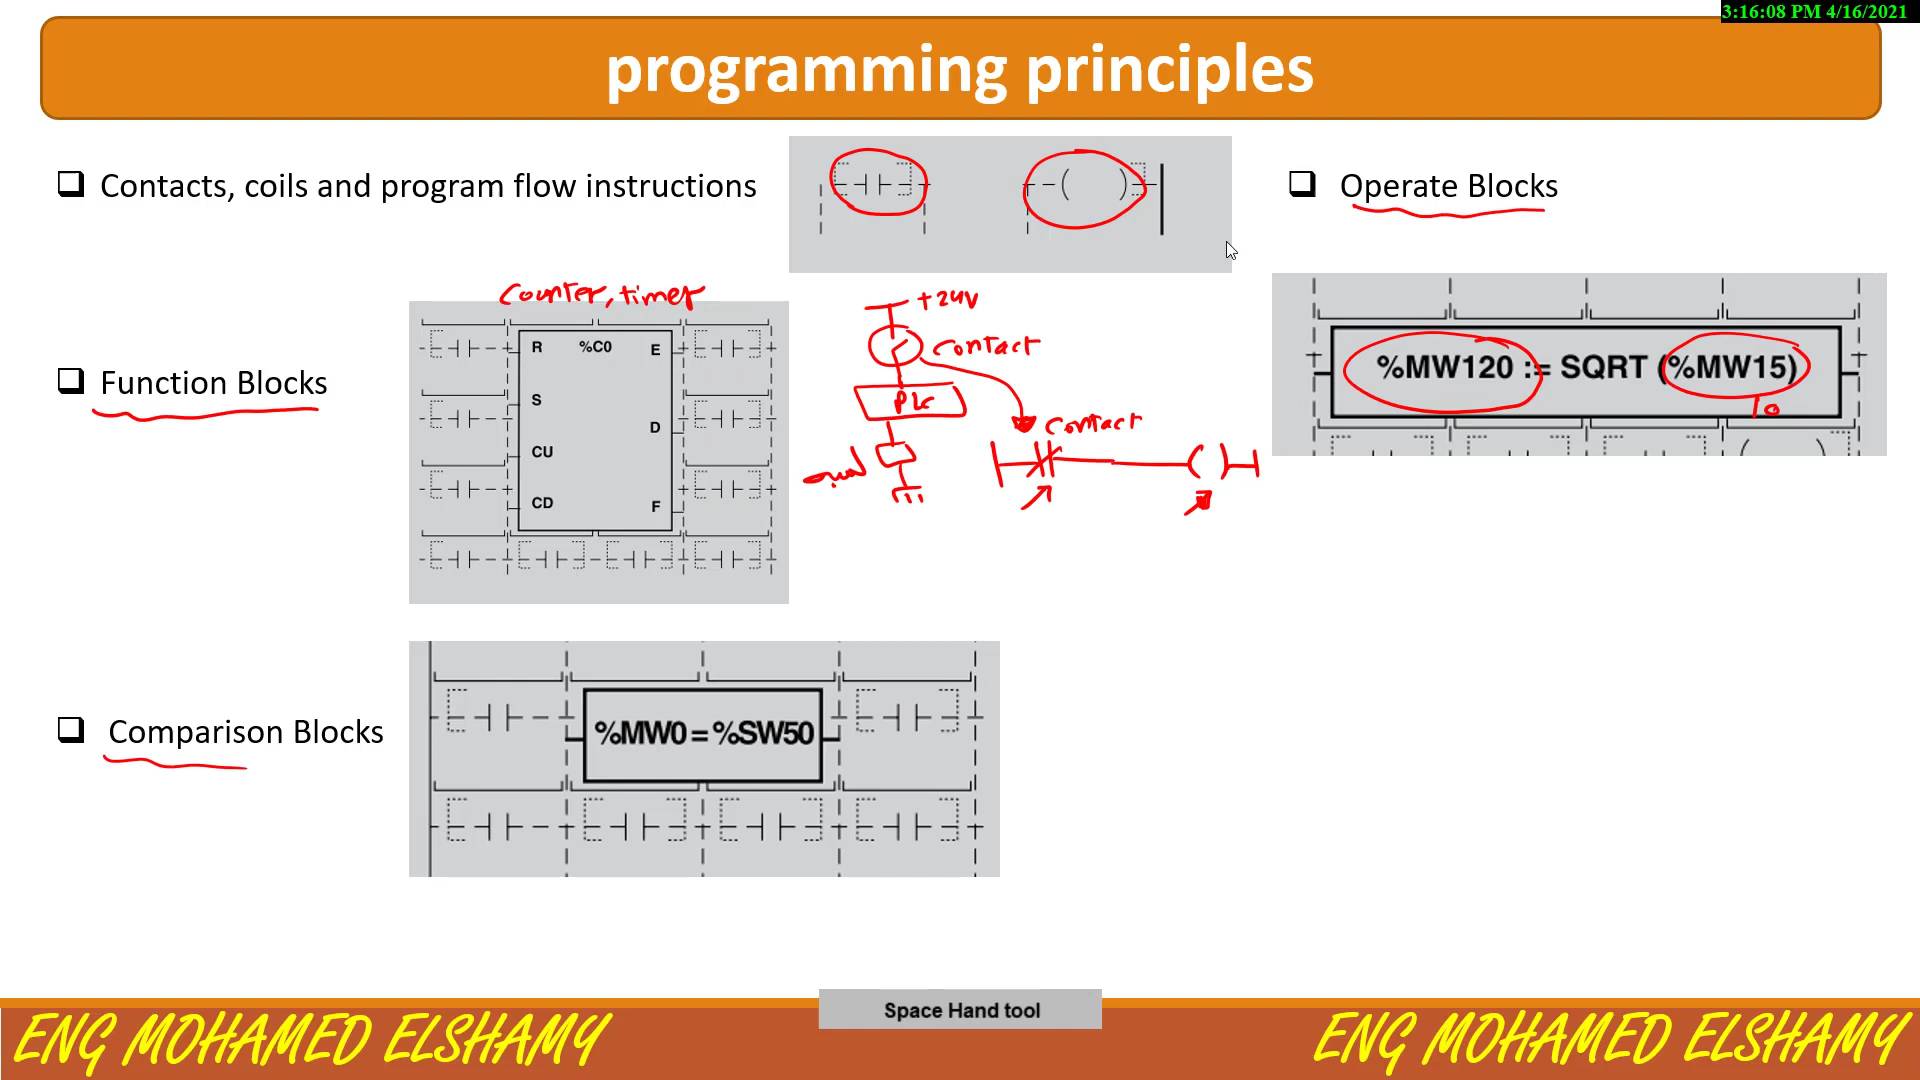 3:16:08 PM 4/16/2021
programming principles
❑ Contacts, coils and program flow instructions
❑ Operate Blocks
counter, timer
+24V
contact
PLC
contact
❑ Function Blocks
R %C0 E
S
D
CU
CD F
%MW120 := SQRT (%MW15)
10
❑ Comparison Blocks
%MW0 = %SW50
Space Hand tool
ENG MOHAMED ELSHAMY
ENG MOHAMED ELSHAMY